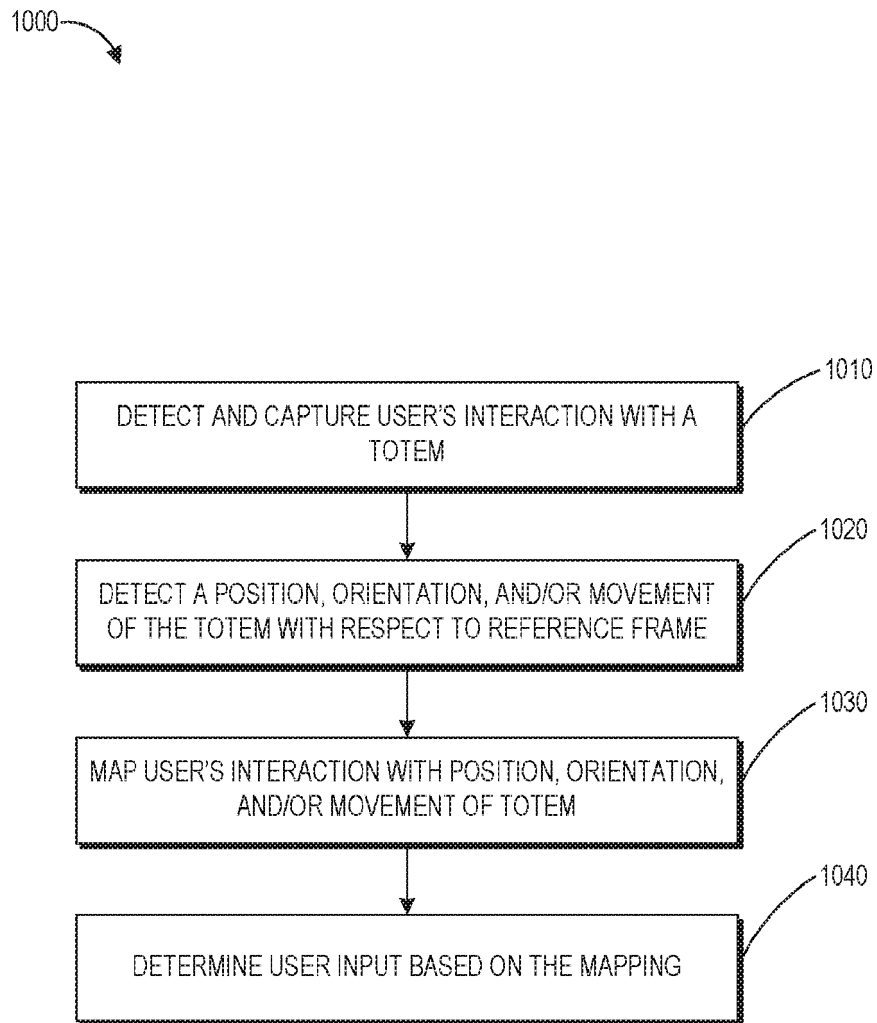 1000
1010
DETECT AND CAPTURE USER'S INTERACTION WITH A
TOTEM
1020
DETECT A POSITION, ORIENTATION, AND/OR MOVEMENT
OF THE TOTEM WITH RESPECT TO REFERENCE FRAME
1030
MAP USER'S INTERACTION WITH POSITION, ORIENTATION,
AND/OR MOVEMENT OF TOTEM
1040
DETERMINE USER INPUT BASED ON THE MAPPING